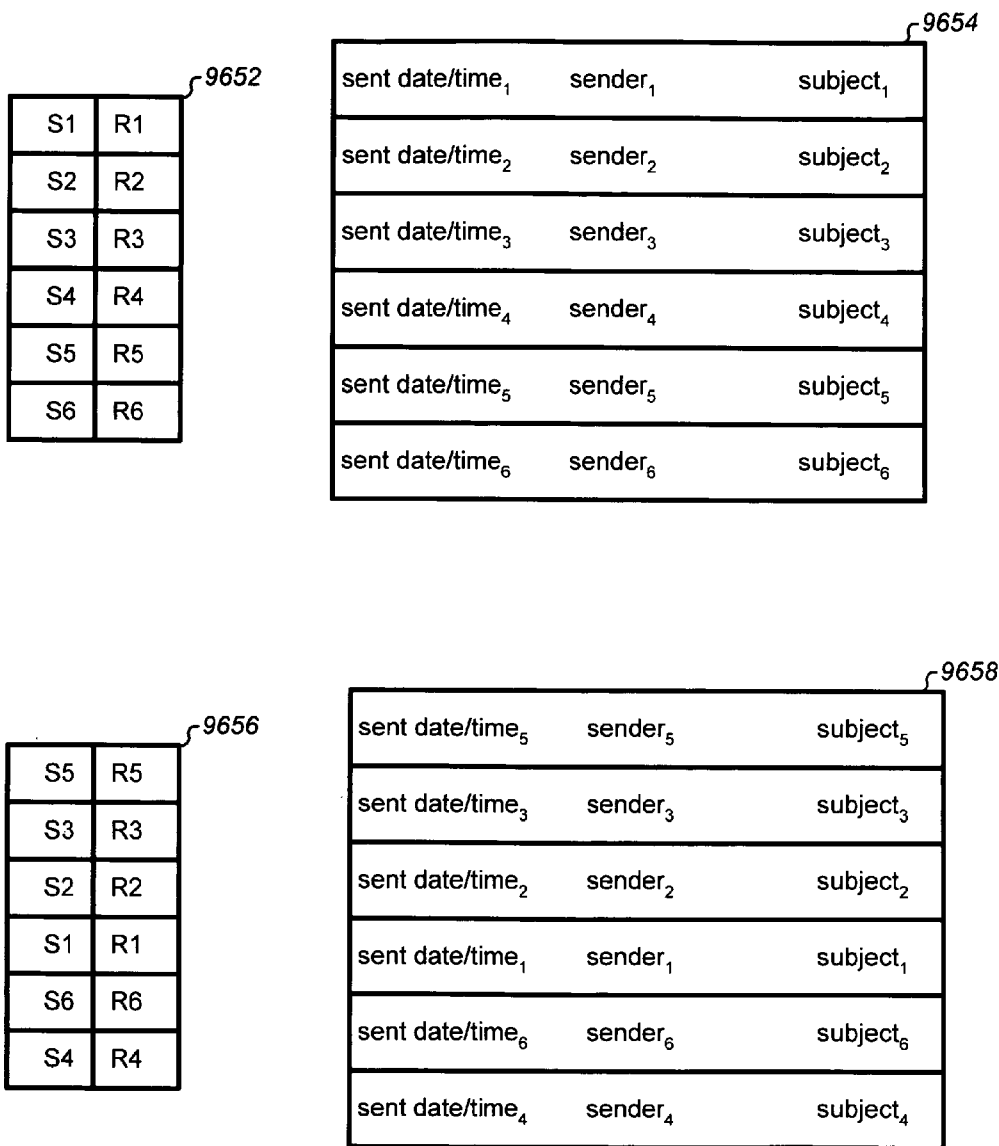 9654
sent date/time₁ sender₁ subject₁
sent date/time₂ sender₂ subject₂
sent date/time₃ sender₃ subject₃
sent date/time₄ sender₄ subject₄
sent date/time₅ sender₅ subject₅
sent date/time₆ sender₆ subject₆
9652
S1 R1
S2 R2
S3 R3
S4 R4
S5 R5
S6 R6
9658
sent date/time₅ sender₅ subject₅
sent date/time₃ sender₃ subject₃
sent date/time₂ sender₂ subject₂
sent date/time₁ sender₁ subject₁
sent date/time₆ sender₆ subject₆
sent date/time₄ sender₄ subject₄
9656
S5 R5
S3 R3
S2 R2
S1 R1
S6 R6
S4 R4